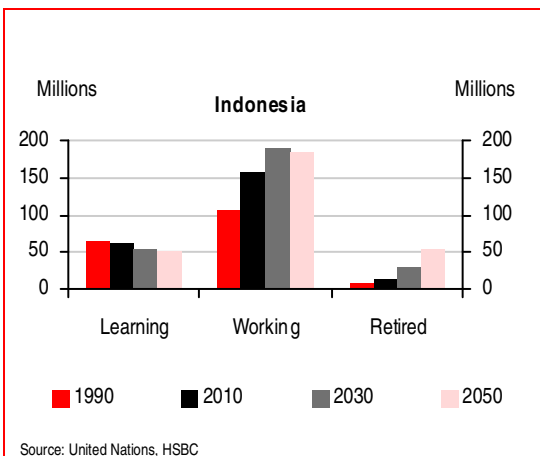 Millions Millions
Indonesia
200 200
150 150
100 100
50 50
0 0
Learning Working Retired
1990 2010 2030 2050
Source: United Nations, HSBC